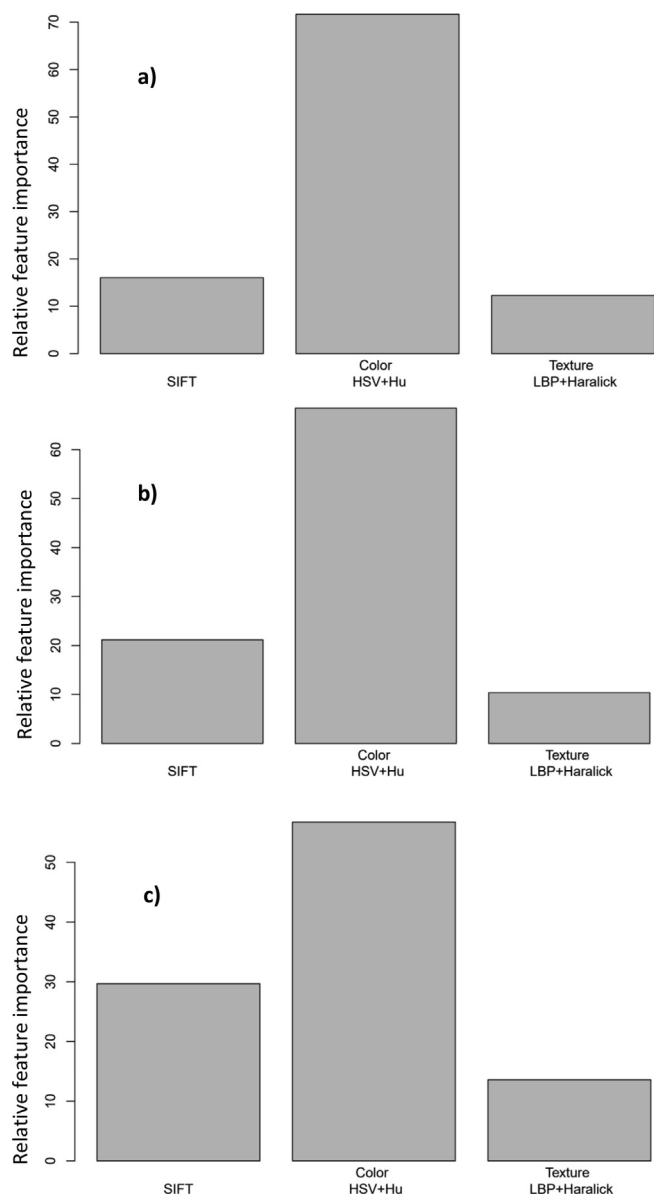 Relative feature importance
70
60
50
40
30
20
10
0
a)
SIFT
Color
HSV+Hu
Texture
LBP+Haralick
Relative feature importance
60
50
40
30
20
10
0
b)
SIFT
Color
HSV+Hu
Texture
LBP+Haralick
Relative feature importance
50
40
30
20
10
0
c)
SIFT
Color
HSV+Hu
Texture
LBP+Haralick